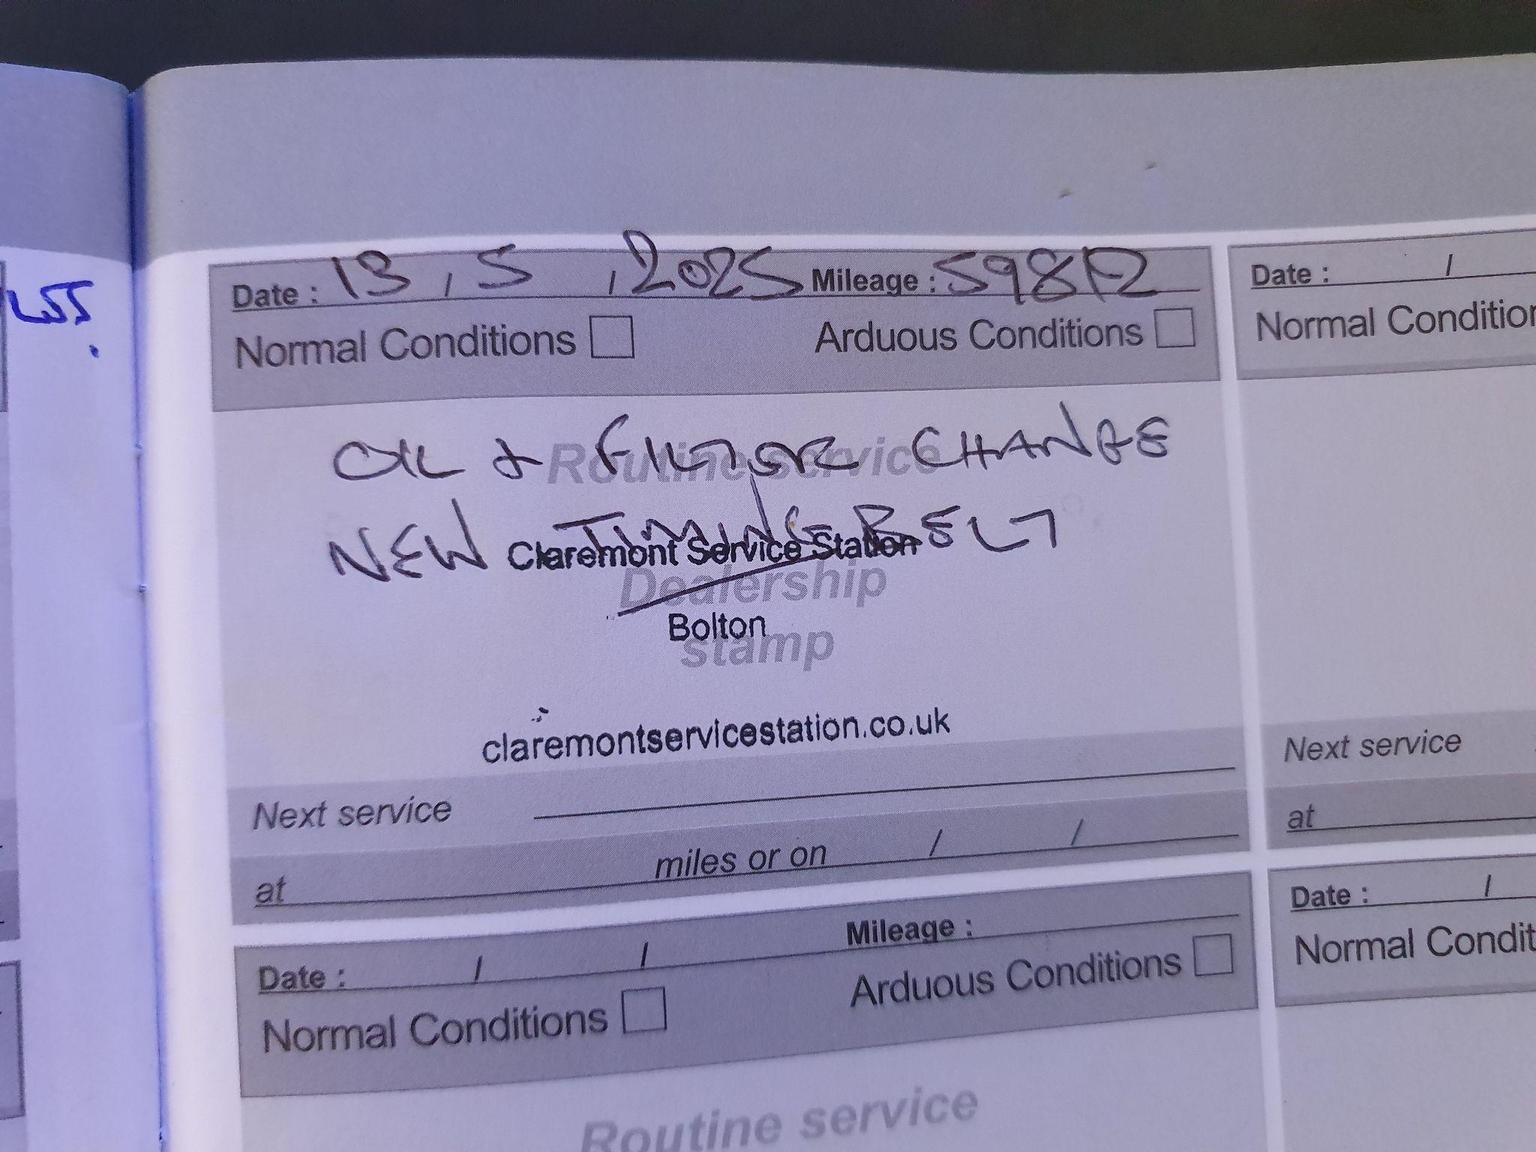 Date : 13 / 5 / 2025 Mileage : 59812
Normal Conditions Arduous Conditions
OIL & FILTER CHANGE
Routine service
NEW TIMING BELT
Claremont Service Station
Dealership
Bolton
stamp
claremontservicestation.co.uk
Next service
at miles or on / /
Date : / / Mileage :
Normal Conditions Arduous Conditions
Routine service
Date : /
Normal Condition
Next service
at
Date : /
Normal Condit